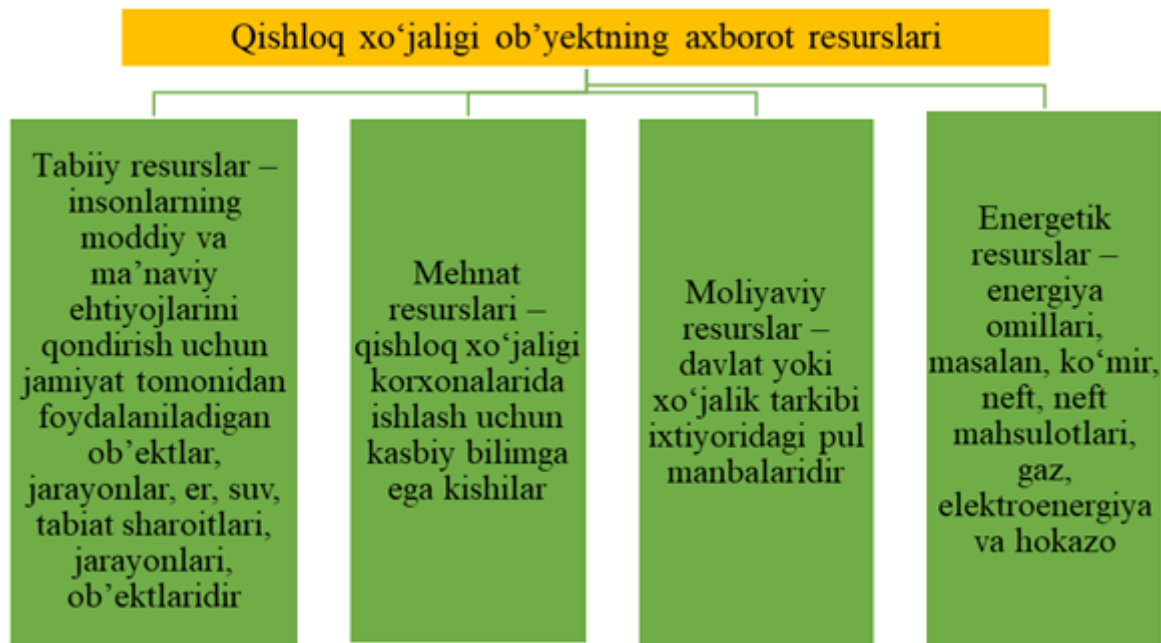 Qishloq xo‘jaligi ob’yektning axborot resurslari
Tabiiy resurslar –
insonlarning
moddiy va
ma’naviy
ehtiyojlarini
qondirish uchun
jamiyat tomonidan
foydalaniladigan
ob’ektlar,
jarayonlar, er, suv,
tabiat sharoitlari,
jarayonlari,
ob’ektlaridir
Mehnat
resurslari –
qishloq xo‘jaligi
korxonalarida
ishlash uchun
kasbiy bilimga
ega kishilar
Moliyaviy
resurslar –
davlat yoki
xo‘jalik tarkibi
ixtiyoridagi pul
manbalaridir
Energetik
resurslar –
energiya
omillari,
masalan, ko‘mir,
neft, neft
mahsulotlari,
gaz,
elektroenergiya
va hokazo